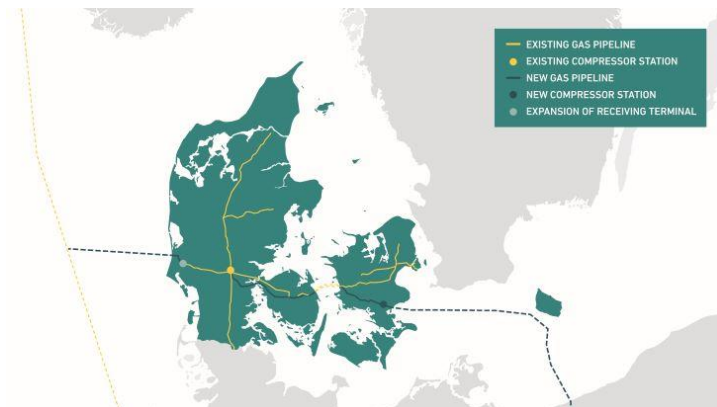 EXISTING GAS PIPELINE
EXISTING COMPRESSOR STATION
NEW GAS PIPELINE
NEW COMPRESSOR STATION
EXPANSION OF RECEIVING TERMINAL